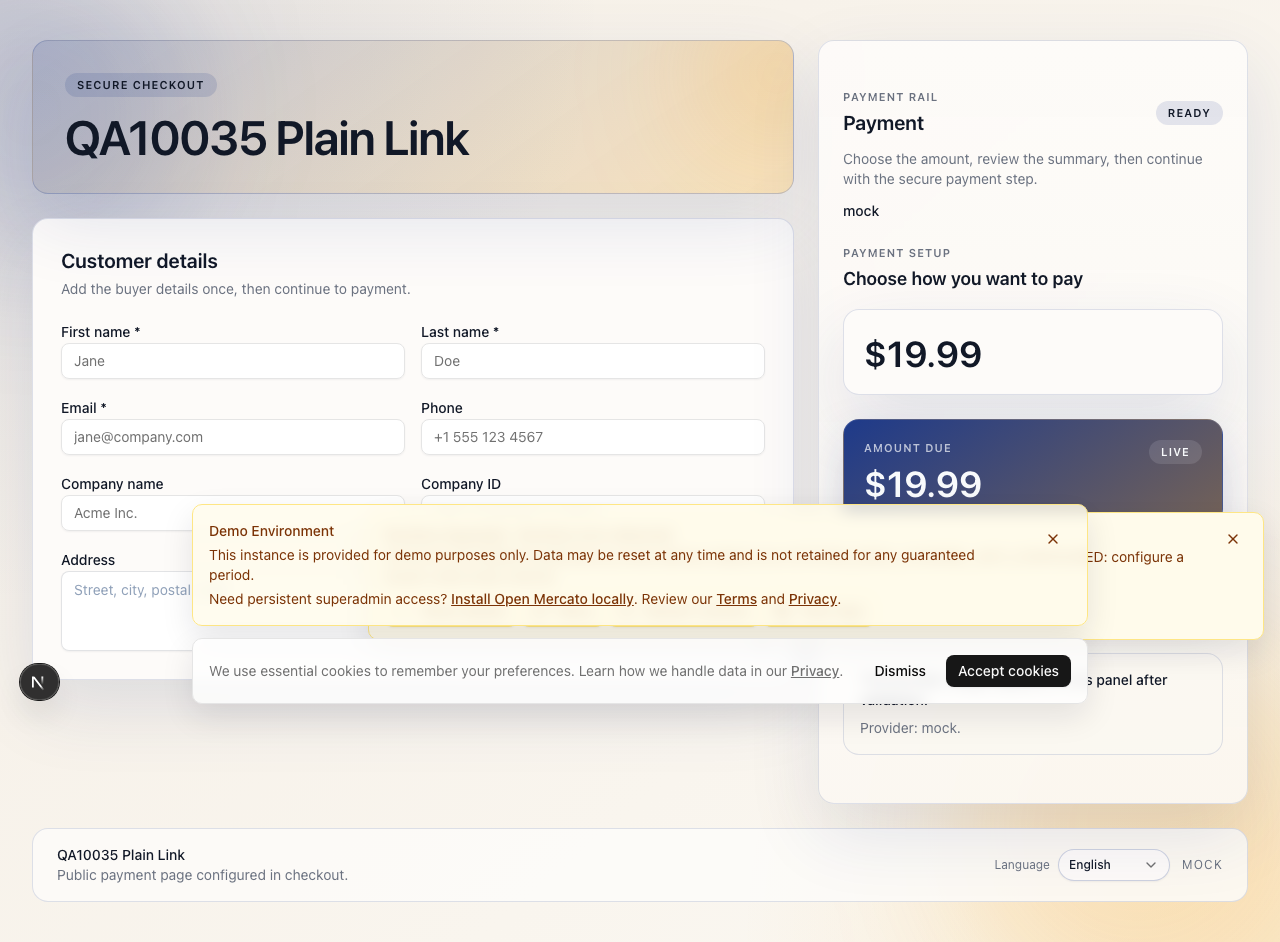 SECURE CHECKOUT
QA10035 Plain Link
Customer details
Add the buyer details once, then continue to payment.
First name *
Last name *
Jane
Doe
Email *
Phone
jane@company.com
+1 555 123 4567
Company name
Company ID
Acme Inc.
Address
Street, city, postal
PAYMENT RAIL
Payment
READY
Choose the amount, review the summary, then continue
with the secure payment step.
mock
PAYMENT SETUP
Choose how you want to pay
$19.99
AMOUNT DUE
LIVE
$19.99
Demo Environment
This instance is provided for demo purposes only. Data may be reset at any time and is not retained for any guaranteed
period.
Need persistent superadmin access? Install Open Mercato locally. Review our Terms and Privacy.
ED: configure a
We use essential cookies to remember your preferences. Learn how we handle data in our Privacy.
Dismiss
Accept cookies
N
s panel after
Provider: mock.
QA10035 Plain Link
Public payment page configured in checkout.
Language
English
MOCK